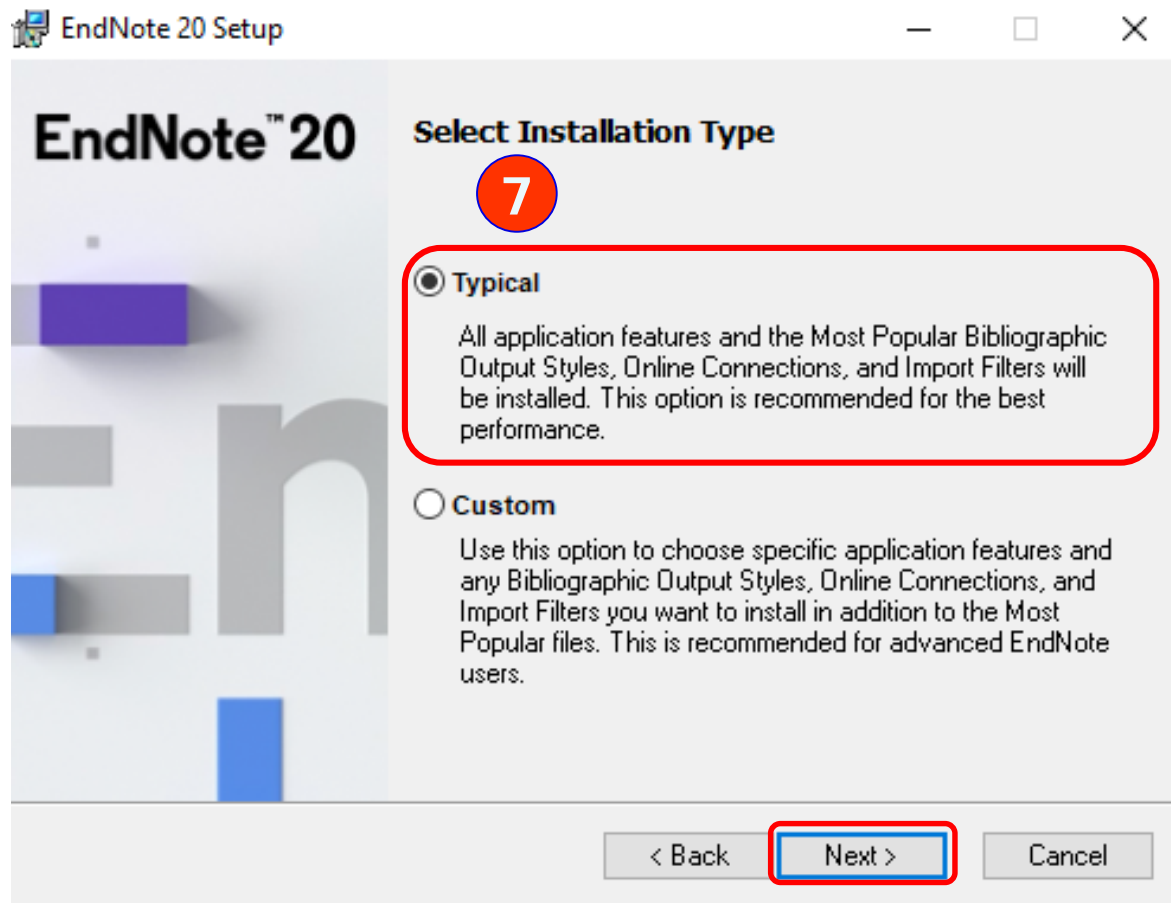 EndNote 20 Setup
EndNote™20
Select Installation Type
7
Typical
All application features and the Most Popular Bibliographic
Output Styles, Online Connections, and Import Filters will
be installed. This option is recommended for the best
performance.
Custom
Use this option to choose specific application features and
any Bibliographic Output Styles, Online Connections, and
Import Filters you want to install in addition to the Most
Popular files. This is recommended for advanced EndNote
users.
< Back Next > Cancel